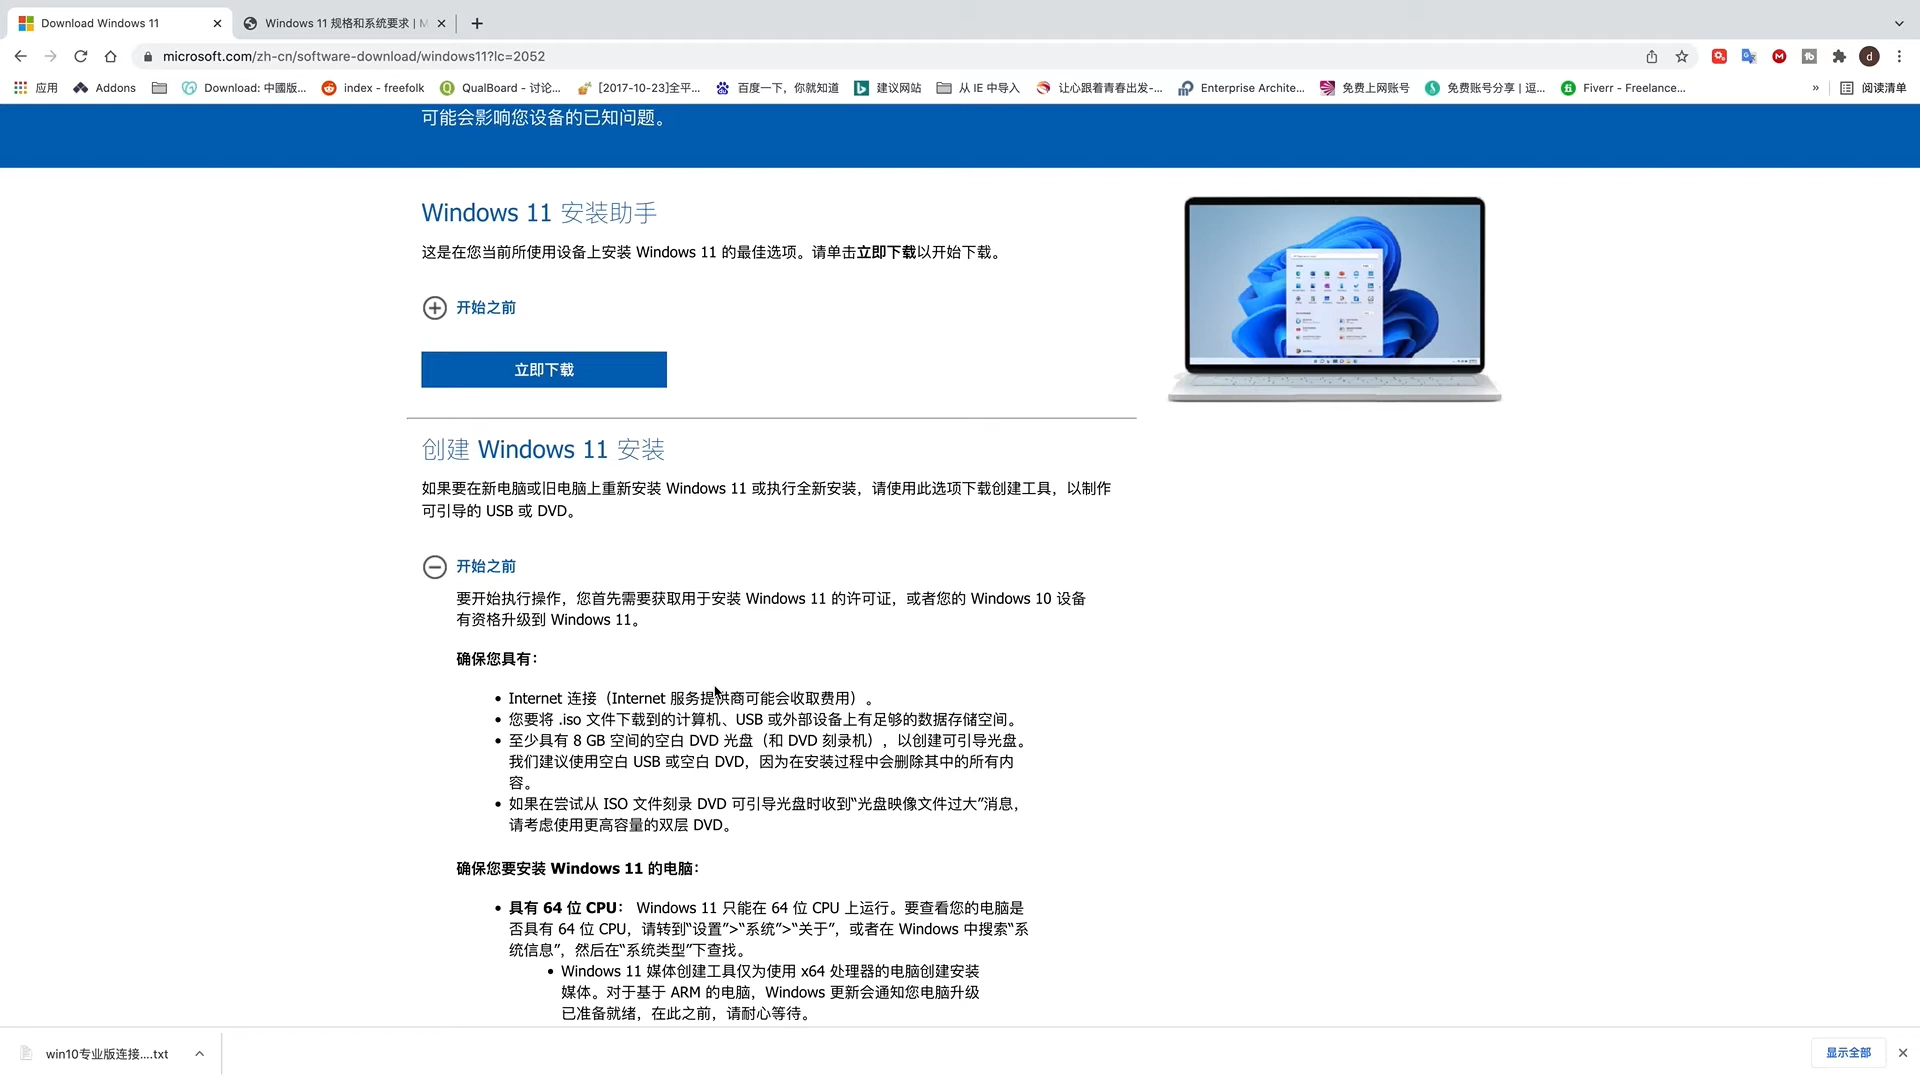 Download Windows 11
Windows 11 规格和系统要求 | M
microsoft.com/zh-cn/software-download/windows11?lc=2052
d
应用
Addons
Download: 中國版...
index - freefolk
QualBoard - 讨论...
[2017-10-23]全平...
百度一下，你就知道
建议网站
从 IE 中导入
让心跟着青春出发-...
Enterprise Archite...
免费上网账号
免费账号分享 | 逗...
Fiverr - Freelance...
»
阅读清单
可能会影响您设备的已知问题。
Windows 11 安装助手
这是在您当前所使用设备上安装 Windows 11 的最佳选项。请单击立即下载以开始下载。
开始之前
立即下载
创建 Windows 11 安装
如果要在新电脑或旧电脑上重新安装 Windows 11 或执行全新安装，请使用此选项下载创建工具，以制作
可引导的 USB 或 DVD。
开始之前
要开始执行操作，您首先需要获取用于安装 Windows 11 的许可证，或者您的 Windows 10 设备
有资格升级到 Windows 11。
确保您具有：
• Internet 连接（Internet 服务提供商可能会收取费用）。
• 您要将 .iso 文件下载到的计算机、USB 或外部设备上有足够的数据存储空间。
• 至少具有 8 GB 空间的空白 DVD 光盘（和 DVD 刻录机），以创建可引导光盘。
我们建议使用空白 USB 或空白 DVD，因为在安装过程中会删除其中的所有内
容。
• 如果在尝试从 ISO 文件刻录 DVD 可引导光盘时收到“光盘映像文件过大”消息，
请考虑使用更高容量的双层 DVD。
确保您要安装 Windows 11 的电脑：
• 具有 64 位 CPU： Windows 11 只能在 64 位 CPU 上运行。要查看您的电脑是
否具有 64 位 CPU，请转到“设置”>“系统”>“关于”，或者在 Windows 中搜索“系
统信息”，然后在“系统类型”下查找。
• Windows 11 媒体创建工具仅为使用 x64 处理器的电脑创建安装
媒体。对于基于 ARM 的电脑，Windows 更新会通知您电脑升级
已准备就绪，在此之前，请耐心等待。
win10专业版连接....txt
显示全部